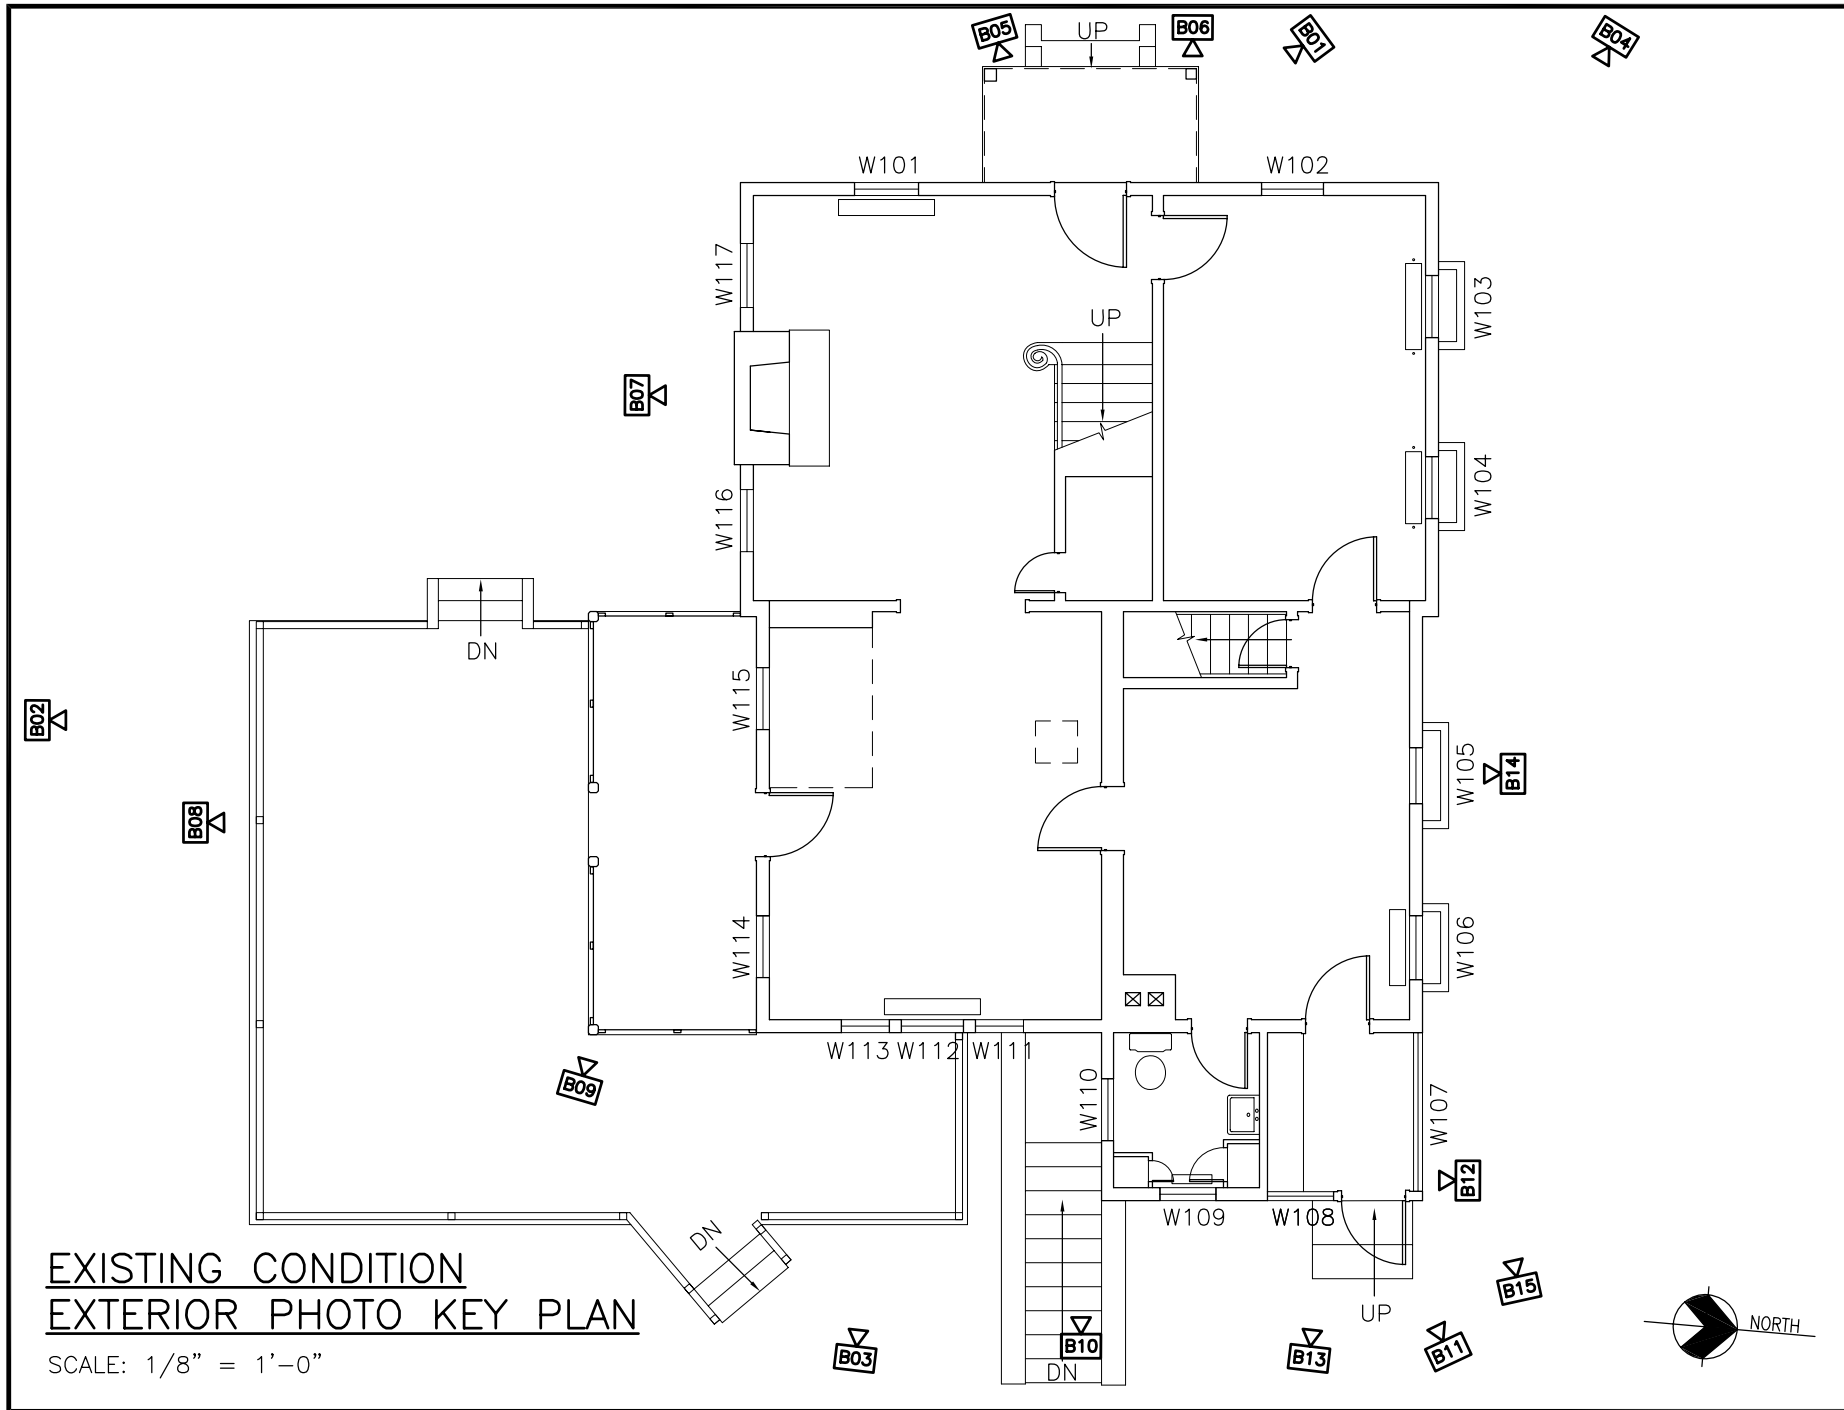 B05
UP
B06
B01
B04
W101
W102
W117
W103
UP
B07
W104
W116
DN
W115
B02
W105
B14
B08
W114
W106
W113 W112 W111
B09
W110
W107
B12
W109
W108
DN
B15
UP
NORTH
B03
B10
B13
B11
DN
EXISTING CONDITION
EXTERIOR PHOTO KEY PLAN
SCALE: 1/8" = 1'-0"